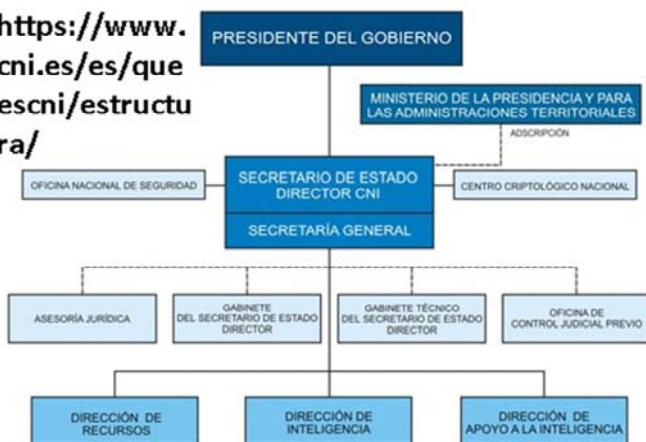 https://www.
cni.es/es/que
escni/estructu
ra/
PRESIDENTE DEL GOBIERNO
MINISTERIO DE LA PRESIDENCIA Y PARA
LAS ADMINISTRACIONES TERRITORIALES
ADSCRIPCIÓN
OFICINA NACIONAL DE SEGURIDAD
SECRETARIO DE ESTADO
DIRECTOR CNI
CENTRO CRIPTOLÓGICO NACIONAL
SECRETARÍA GENERAL
ASESORÍA JURÍDICA
GABINETE
DEL SECRETARIO DE ESTADO
DIRECTOR
GABINETE TÉCNICO
DEL SECRETARIO DE ESTADO
DIRECTOR
OFICINA DE
CONTROL JUDICIAL PREVIO
DIRECCIÓN DE
RECURSOS
DIRECCIÓN DE
INTELIGENCIA
DIRECCIÓN DE
APOYO A LA INTELIGENCIA